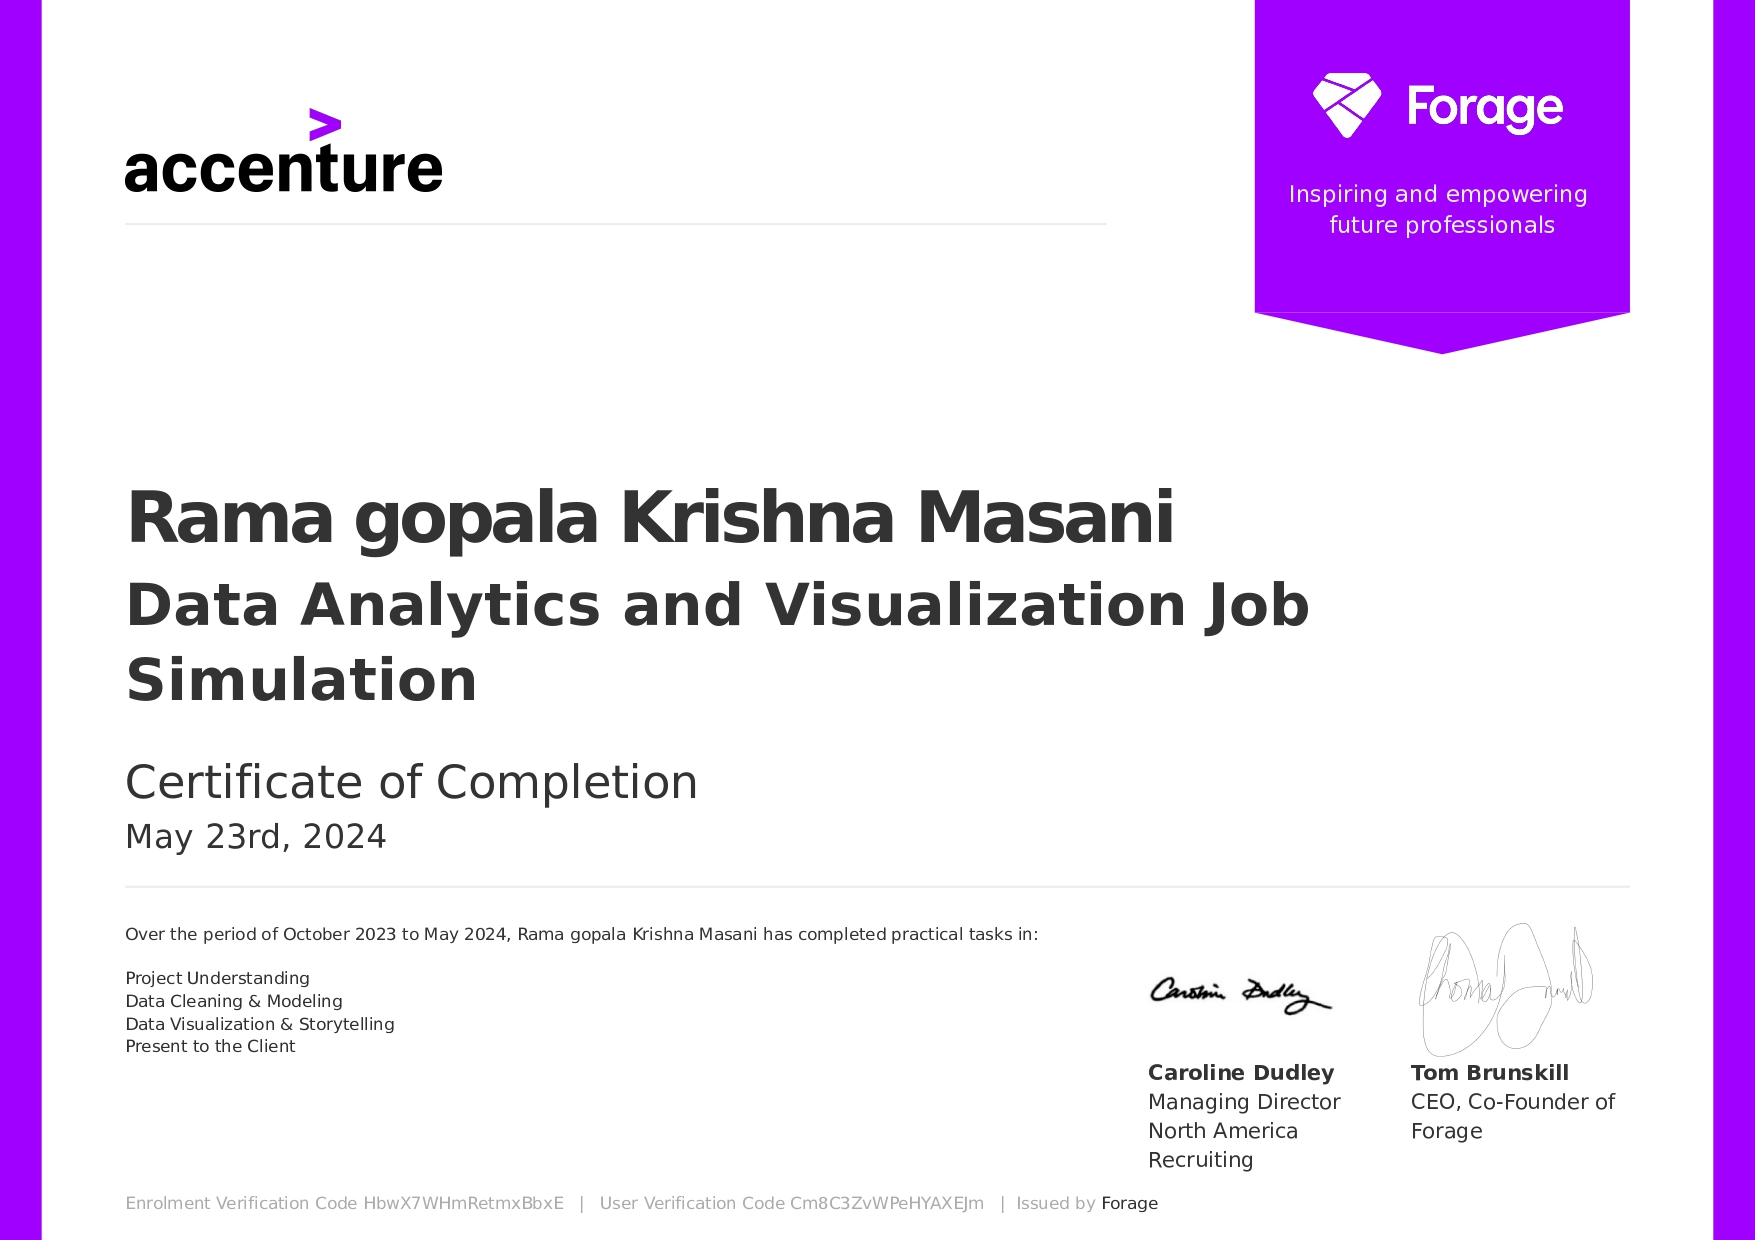 accenture
Forage
Inspiring and empowering
future professionals
Rama gopala Krishna Masani
Data Analytics and Visualization Job
Simulation
Certificate of Completion
May 23rd, 2024
Over the period of October 2023 to May 2024, Rama gopala Krishna Masani has completed practical tasks in:
Project Understanding
Data Cleaning & Modeling
Data Visualization & Storytelling
Present to the Client
Caroline Dudley
Caroline Dudley
Managing Director
North America
Recruiting
Tom Brunskill
CEO, Co-Founder of
Forage
Enrolment Verification Code HbwX7WHmRetmxBbxE | User Verification Code Cm8C3ZvWPeHYAXEJm | Issued by Forage